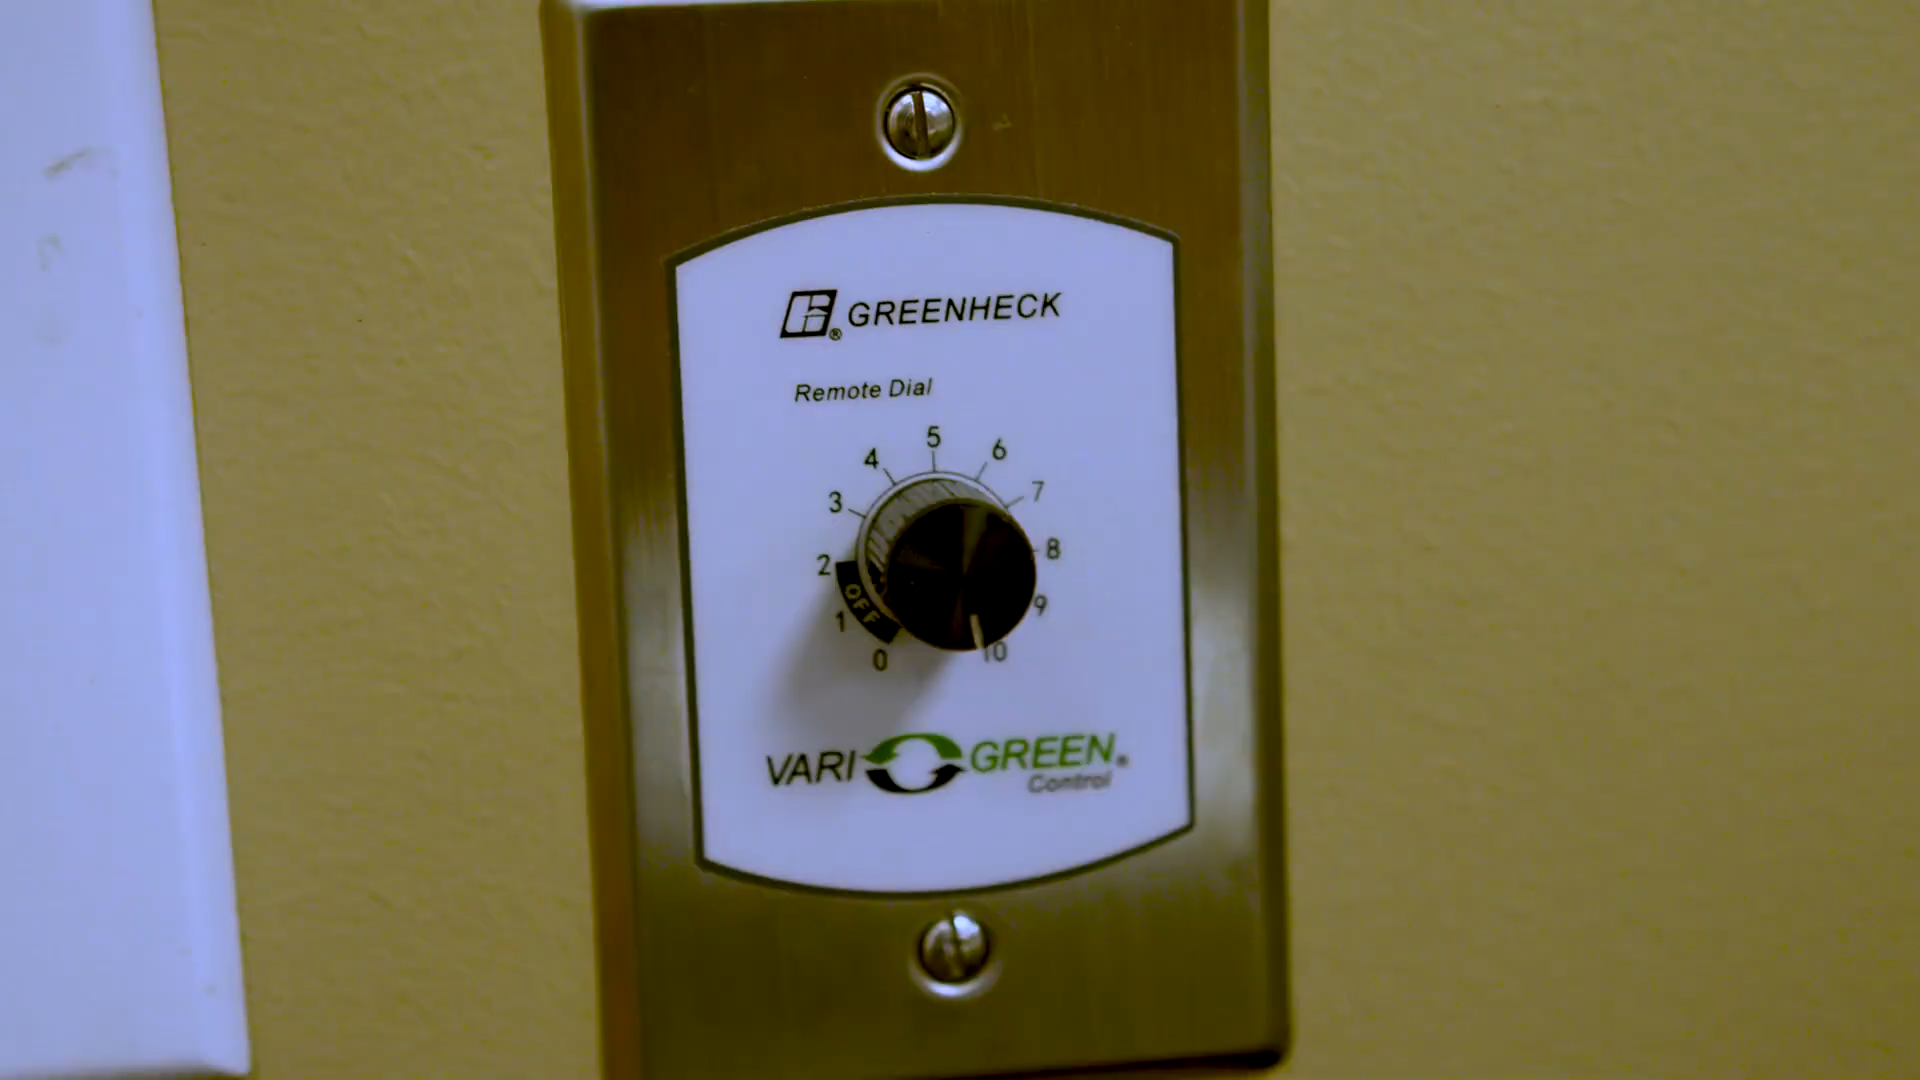 GREENHECK
Remote Dial
5
4 6
3 7
2 8
OFF
1 9
0 10
VARI GREEN®
Control